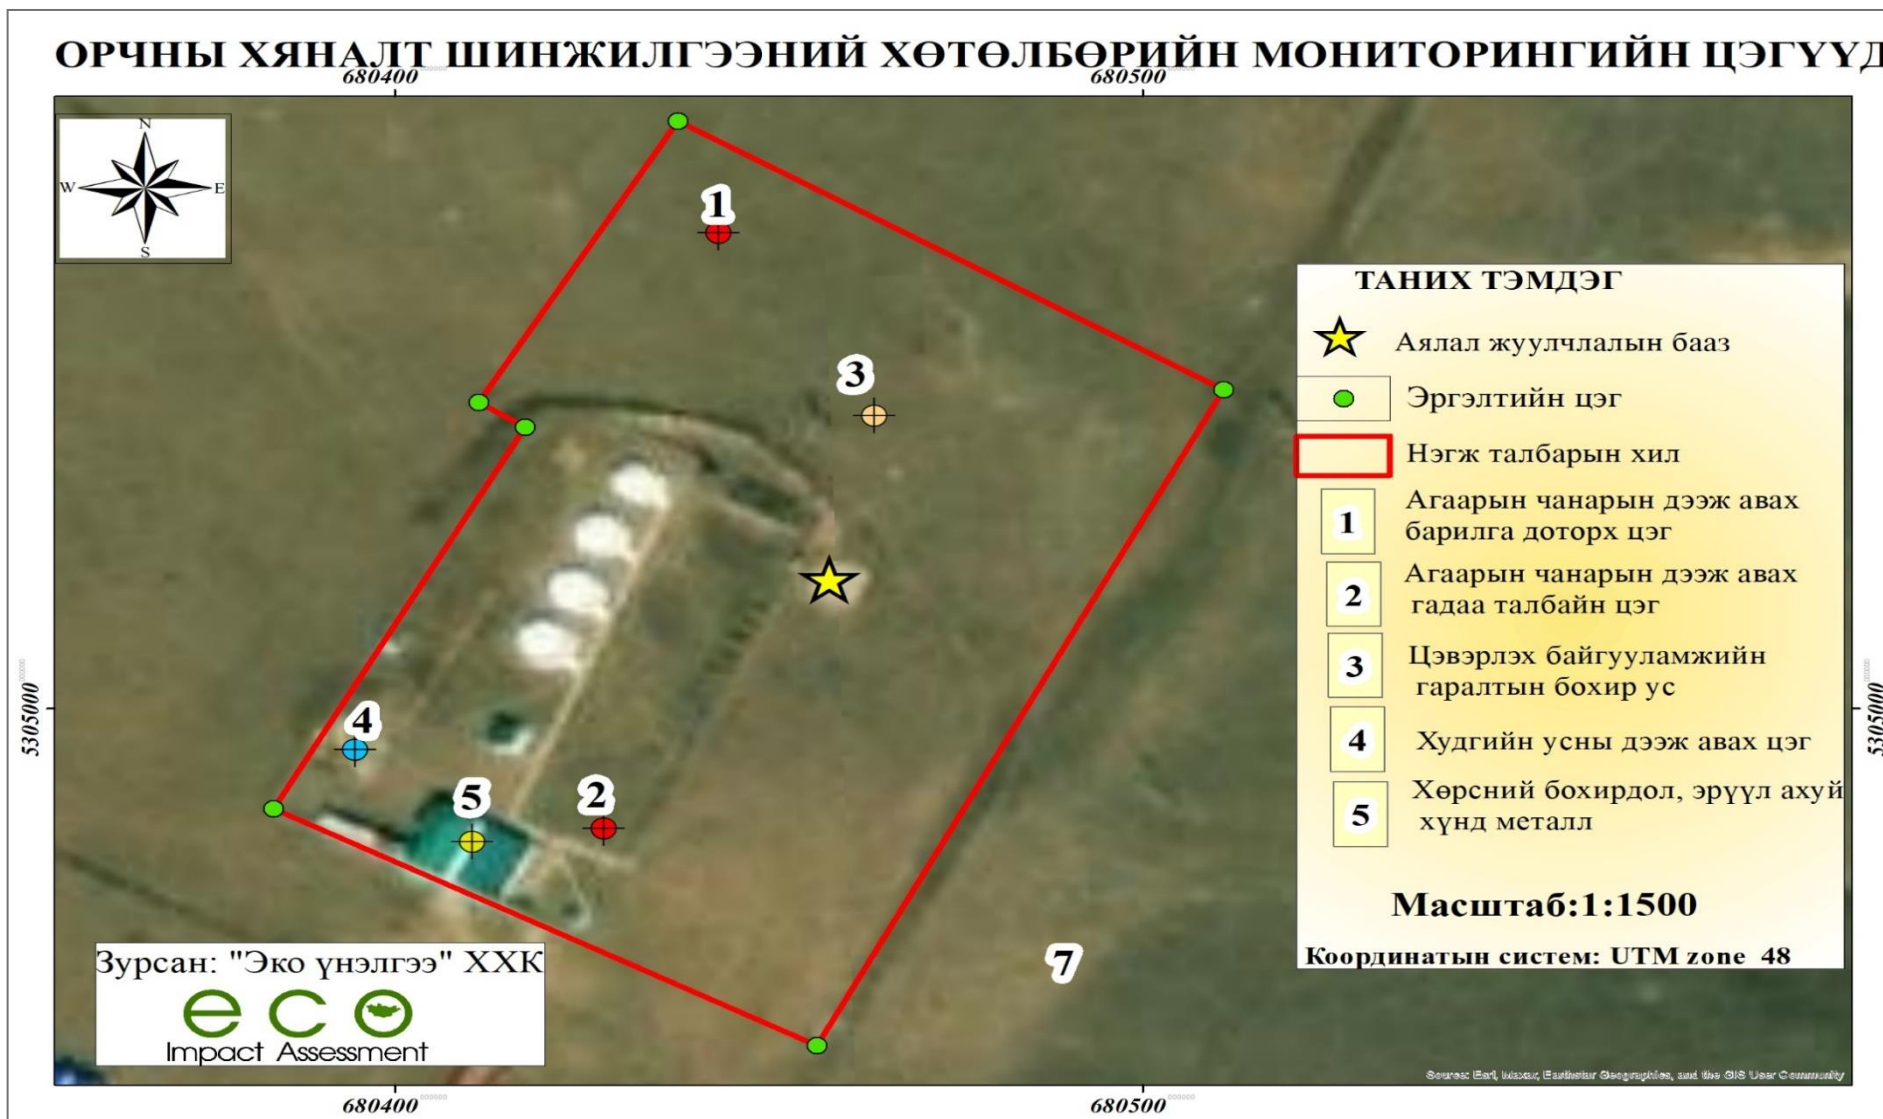 ОРЧНЫ ХЯНАЛТ ШИНЖИЛГЭЭНИЙ ХӨТӨЛБӨРИЙН МОНИТОРИНГИЙН ЦЭГҮҮД
680400
680500
N
W
E
S
1
3
4
5
2
7
5305000
5305000
ТАНИХ ТЭМДЭГ
Аялал жуулчлалын бааз
Эргэлтийн цэг
Нэгж талбарын хил
1
Агаарын чанарын дээж авах
барилга доторх цэг
2
Агаарын чанарын дээж авах
гадаа талбайн цэг
3
Цэвэрлэх байгууламжийн
гаралтын бохир ус
4
Худгийн усны дээж авах цэг
5
Хөрсний бохирдол, эрүүл ахуй
хүнд металл
Масштаб:1:1500
Координатын систем: UTM zone 48
Зурсан: "Эко үнэлгээ" ХХК
eco
Impact Assessment
Source: Esri, Maxar, Earthstar Geographics, and the GIS User Community
680400
680500